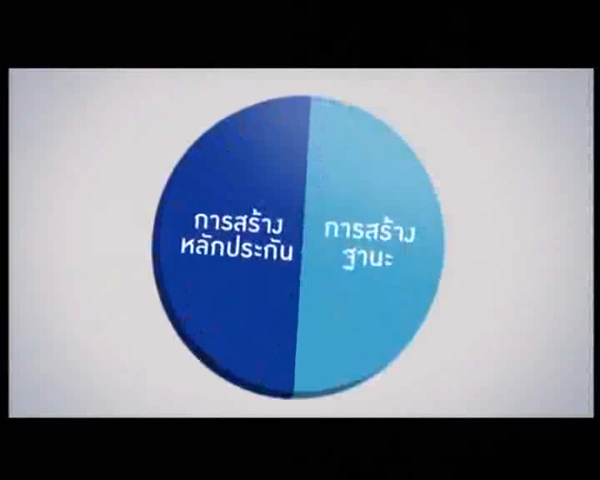 การสร้าง
หลักประกัน
การสร้าง
ฐานะ